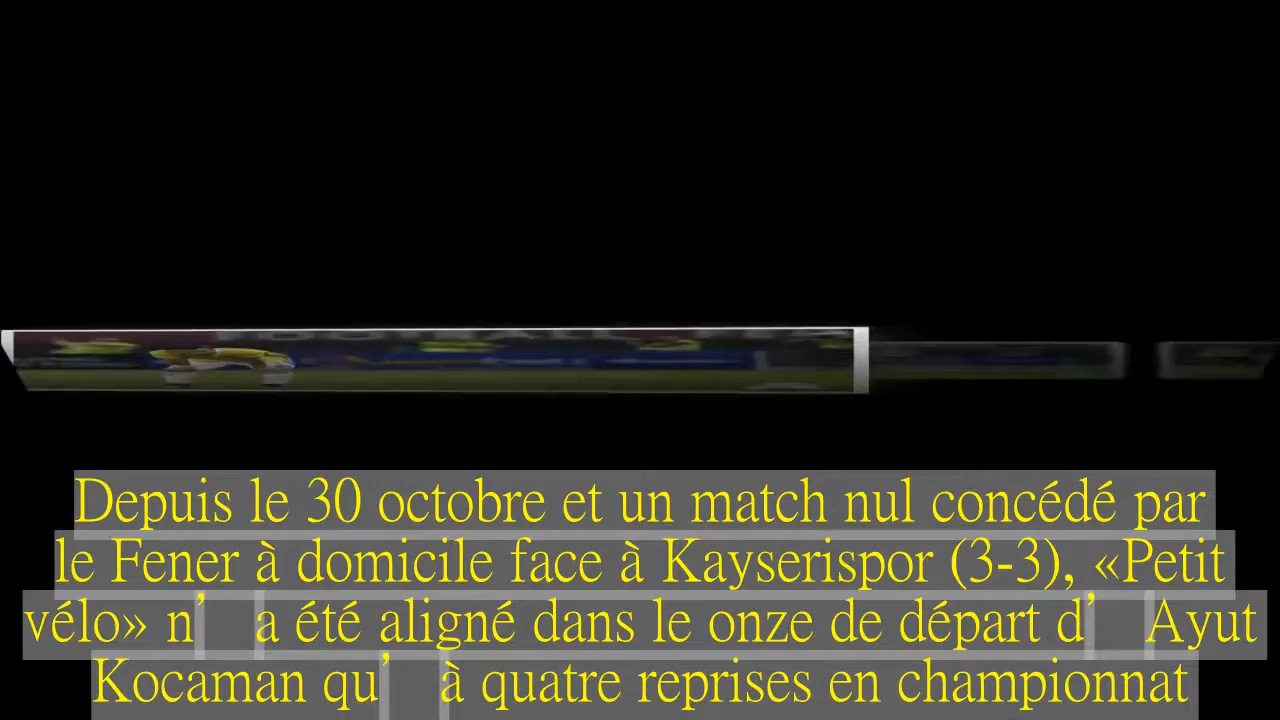 Depuis le 30 octobre et un match nul concédé par
le Fener à domicile face à Kayserispor (3-3), «Petit
vélo» n’ a été aligné dans le onze de départ d’ Ayut
Kocaman qu’ à quatre reprises en championnat